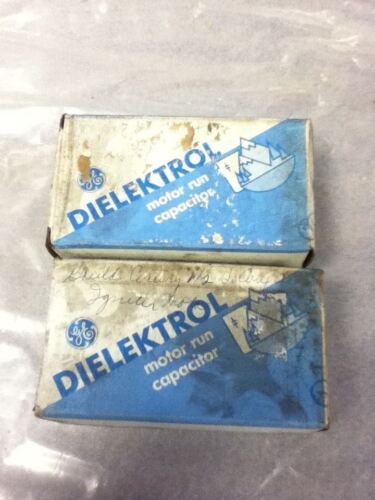 GE
DIELEKTROL
motor run
capacitor
GE
DIELEKTROL
motor run
capacitor